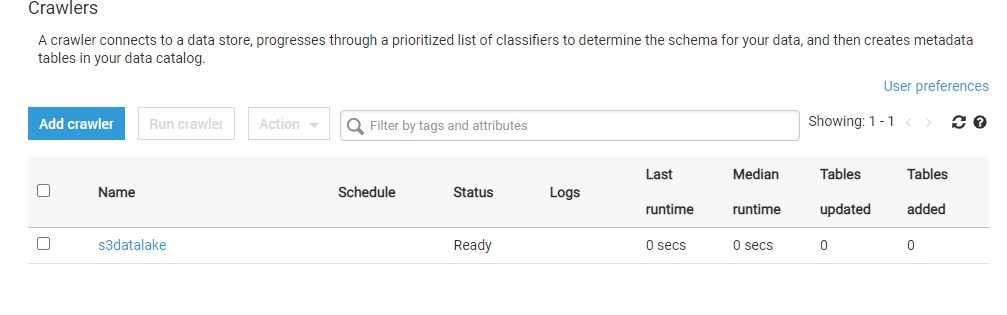 Crawlers
A crawler connects to a data store, progresses through a prioritized list of classifiers to determine the schema for your data, and then creates metadata
tables in your data catalog.
User preferences
Add crawler Run crawler Action Filter by tags and attributes Showing: 1 - 1
Name Schedule Status Logs Last runtime Median runtime Tables updated Tables added
s3datalake Ready 0 secs 0 secs 0 0